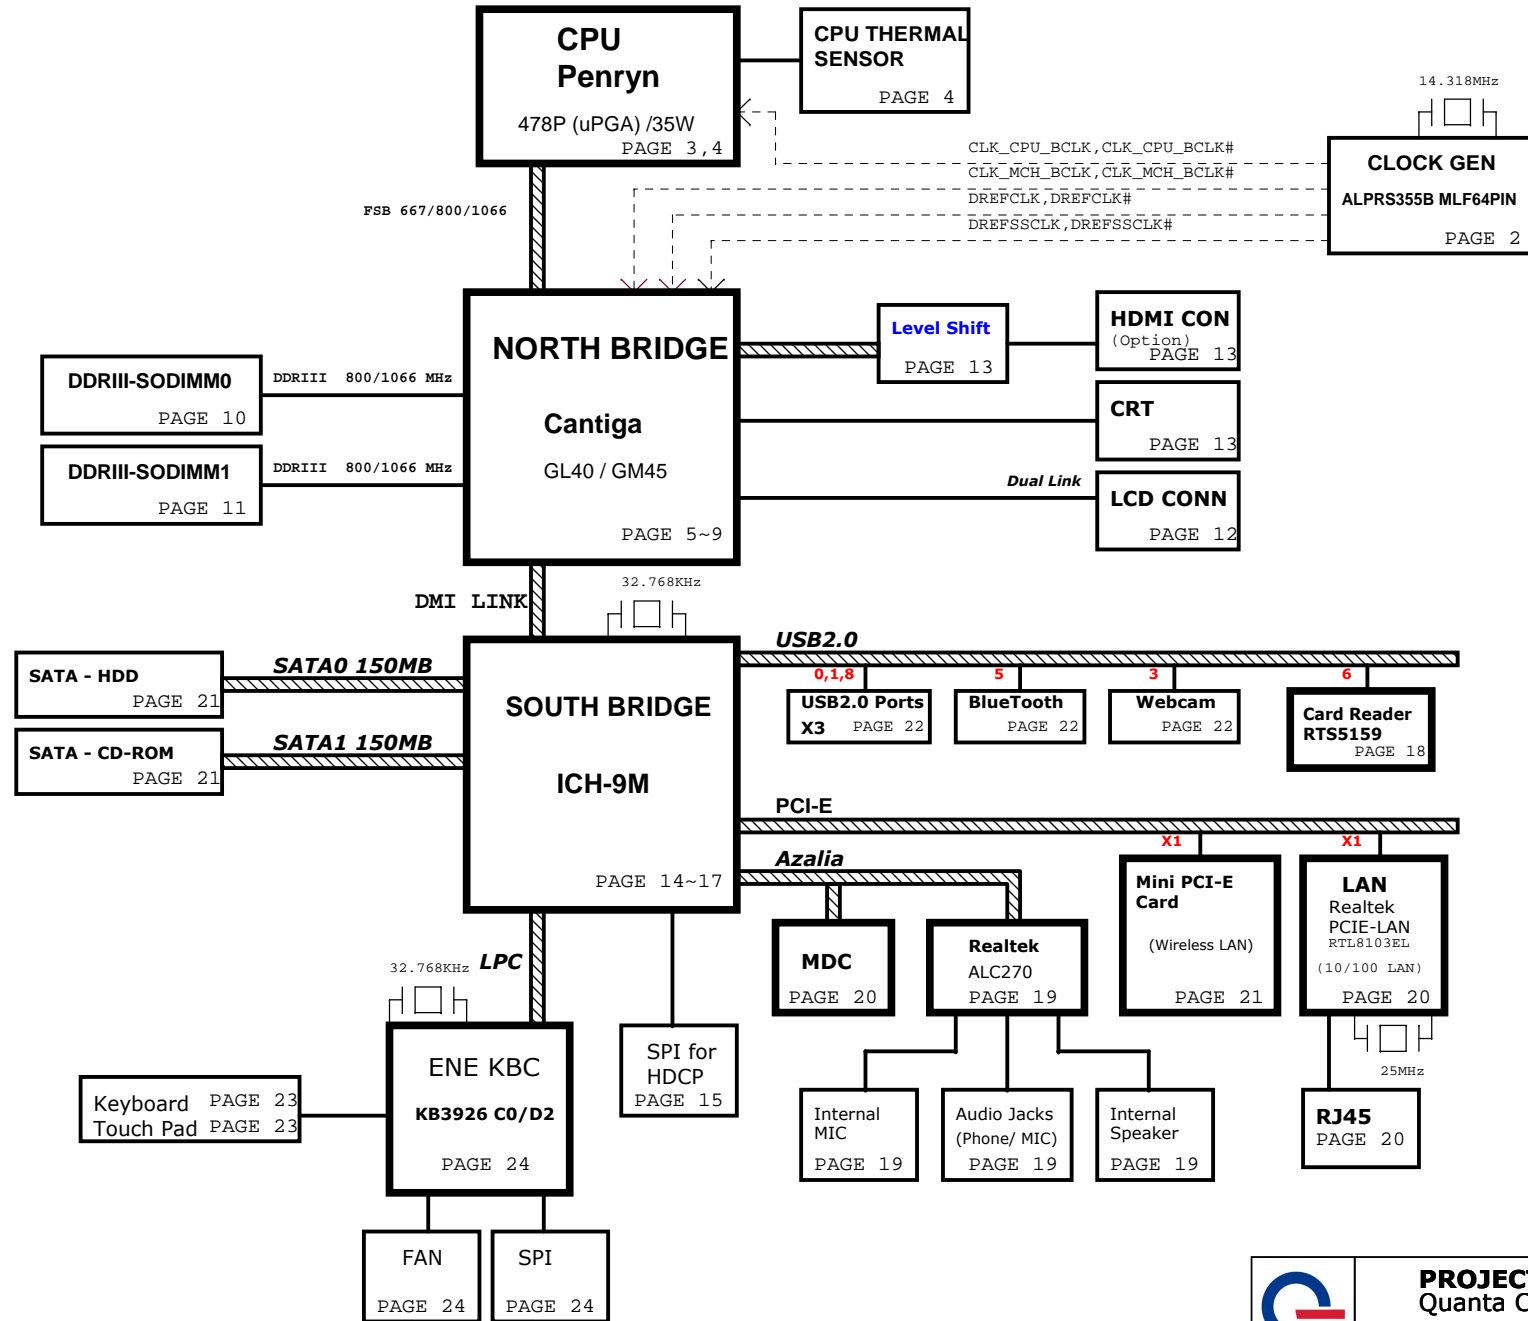 CPU
Penryn
478P (uPGA) /35W
PAGE 3,4
CPU THERMAL
SENSOR
PAGE 4
14.318MHz
CLOCK GEN
ALPRS355B MLF64PIN
PAGE 2
CLK_CPU_BCLK,CLK_CPU_BCLK#
CLK_MCH_BCLK,CLK_MCH_BCLK#
DREFCLK,DREFCLK#
DREFSSCLK,DREFSSCLK#
FSB 667/800/1066
NORTH BRIDGE
Cantiga
GL40 / GM45
PAGE 5~9
DDRIII-SODIMM0
PAGE 10
DDRIII 800/1066 MHz
DDRIII-SODIMM1
PAGE 11
DDRIII 800/1066 MHz
Level Shift
PAGE 13
HDMI CON
(Option)
PAGE 13
CRT
PAGE 13
Dual Link
LCD CONN
PAGE 12
DMI LINK
32.768KHz
SATA - HDD
PAGE 21
SATA0 150MB
SATA - CD-ROM
PAGE 21
SATA1 150MB
SOUTH BRIDGE
ICH-9M
PAGE 14~17
USB2.0
0,1,8
USB2.0 Ports
X3 PAGE 22
5
BlueTooth
PAGE 22
3
Webcam
PAGE 22
6
Card Reader
RTS5159
PAGE 18
PCI-E
X1
Mini PCI-E
Card
(Wireless LAN)
PAGE 21
X1
LAN
Realtek
PCIE-LAN
RTL8103EL
(10/100 LAN)
PAGE 20
25MHz
RJ45
PAGE 20
Azalia
MDC
PAGE 20
Realtek
ALC270
PAGE 19
Internal
MIC
PAGE 19
Audio Jacks
(Phone/ MIC)
PAGE 19
Internal
Speaker
PAGE 19
LPC
32.768KHz
SPI for
HDCP
PAGE 15
ENE KBC
KB3926 C0/D2
PAGE 24
Keyboard PAGE 23
Touch Pad PAGE 23
FAN
PAGE 24
SPI
PAGE 24
PROJECT
Quanta C